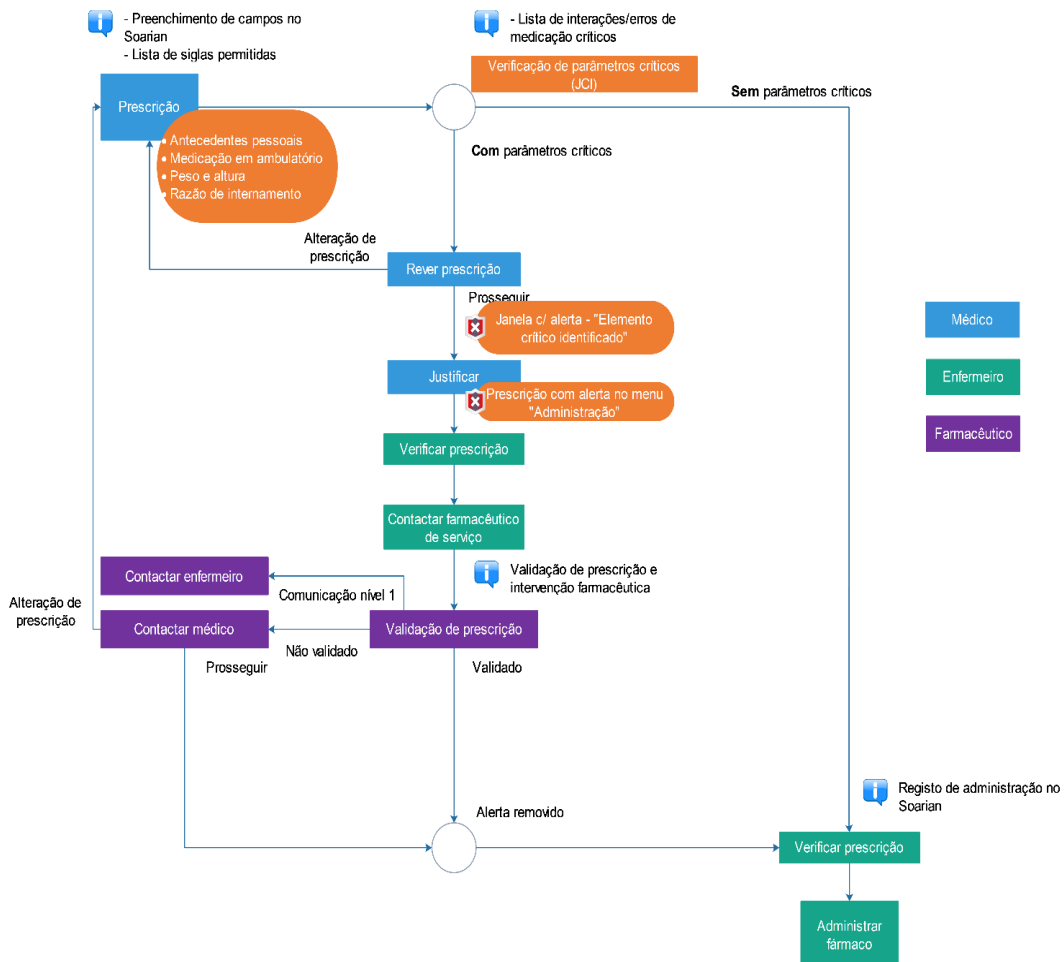 - Preenchimento de campos no
Soarian
- Lista de siglas permitidas
- Lista de interações/erros de
medicação críticos
Verificação de parâmetros críticos
(JCI)
Sem parâmetros críticos
Prescrição
• Antecedentes pessoais
• Medicação em ambulatório
• Peso e altura
• Razão de internamento
Com parâmetros críticos
Alteração de
prescrição
Rever prescrição
Prosseguir
Janela c/ alerta - "Elemento
crítico identificado"
Médico
Justificar
Enfermeiro
Prescrição com alerta no menu
"Administração"
Farmacêutico
Verificar prescrição
Contactar farmacêutico
de serviço
Validação de prescrição e
intervenção farmacêutica
Contactar enfermeiro
Comunicação nível 1
Alteração de
prescrição
Contactar médico
Validação de prescrição
Não validado
Prosseguir
Validado
Registo de administração no
Soarian
Alerta removido
Verificar prescrição
Administrar
fármaco